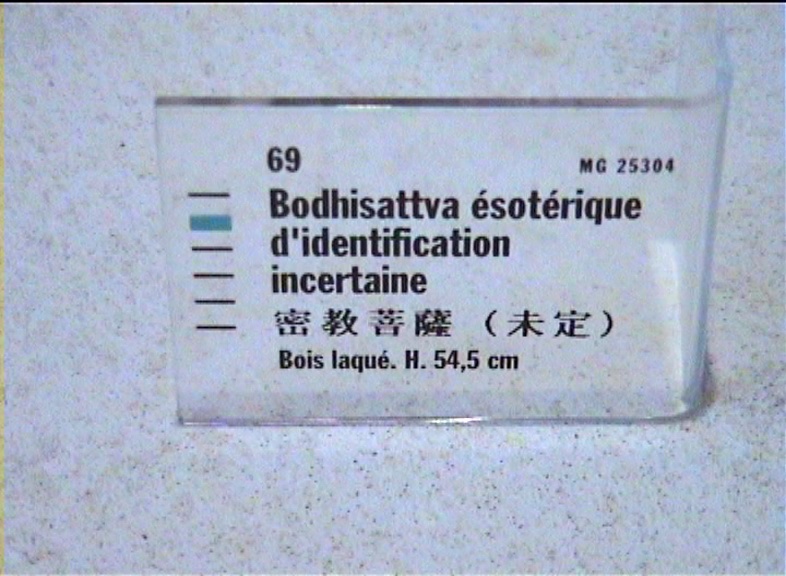 69 MG 25304
Bodhisattva ésotérique
d'identification
incertaine
密教菩薩（未定）
Bois laqué. H. 54,5 cm